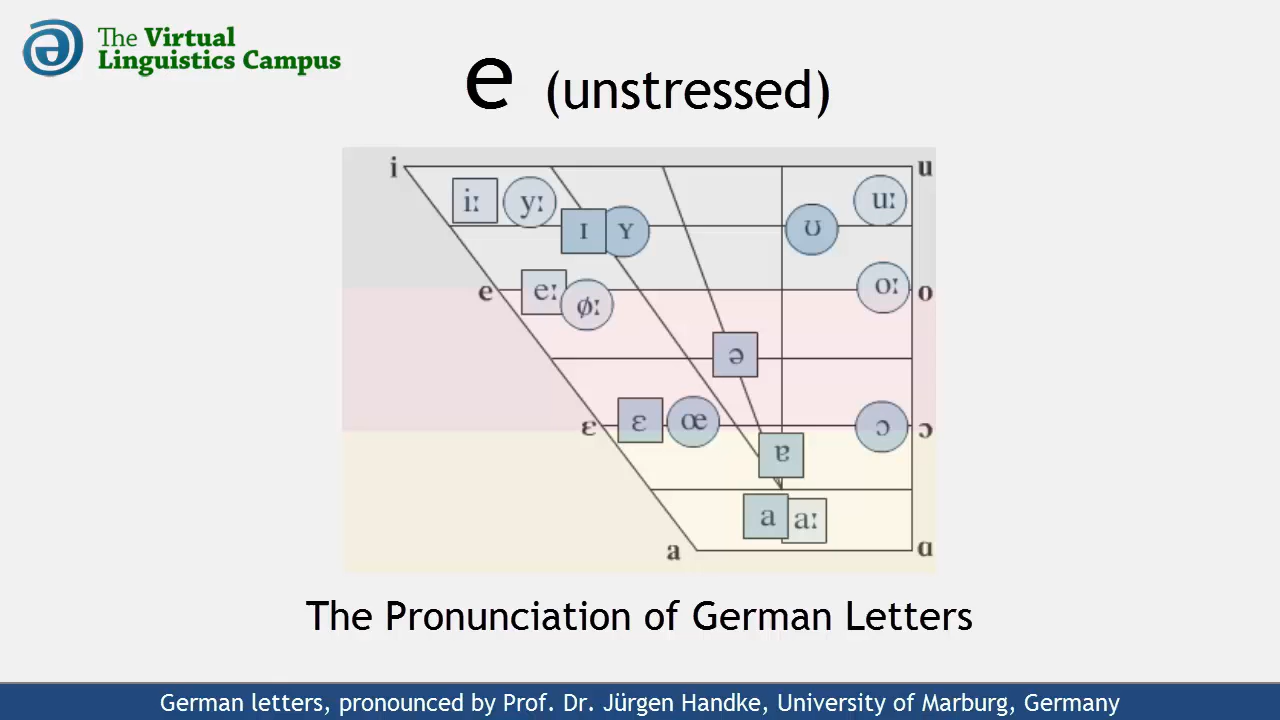 The Virtual
Linguistics Campus
e (unstressed)
i u
iː yː uː
ɪ ʏ ʊ
e eː øː oː o
ə
ɛ ɛ œ ɔ ɔ
ɐ
a aː
a ɑ
The Pronunciation of German Letters
German letters, pronounced by Prof. Dr. Jürgen Handke, University of Marburg, Germany